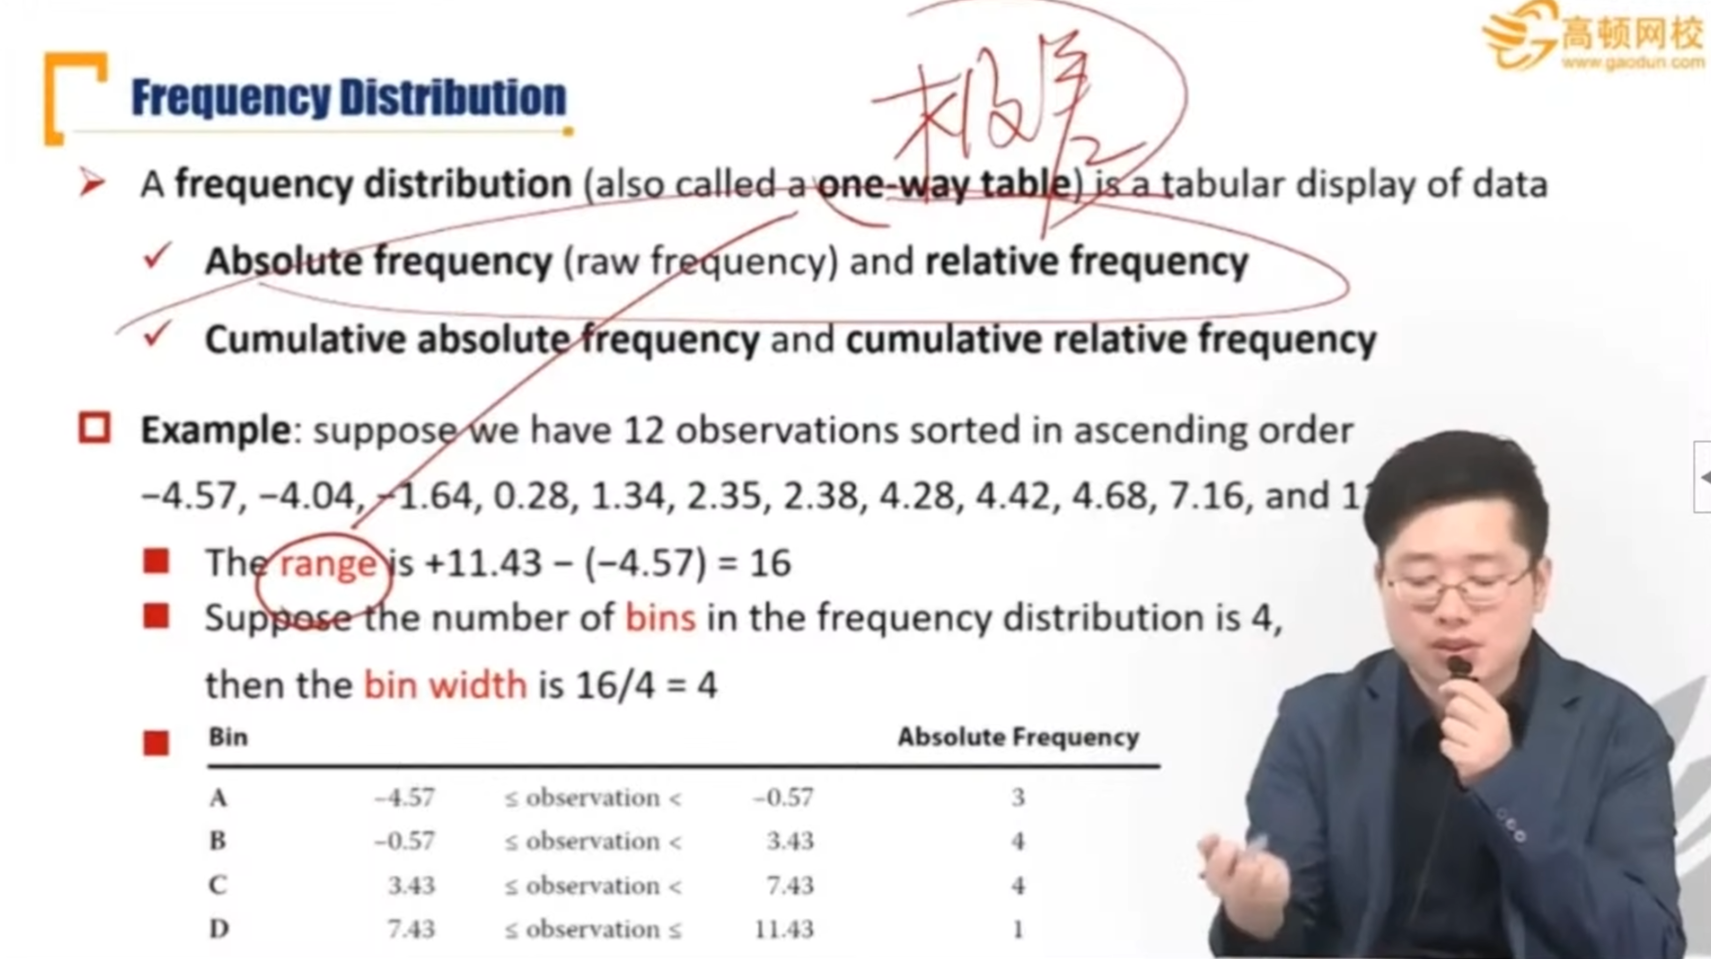 高顿网校
www.gaodun.com
极差
Frequency Distribution
A frequency distribution (also called a one-way table) is a tabular display of data
Absolute frequency (raw frequency) and relative frequency
Cumulative absolute frequency and cumulative relative frequency
Example: suppose we have 12 observations sorted in ascending order
−4.57, −4.04, −1.64, 0.28, 1.34, 2.35, 2.38, 4.28, 4.42, 4.68, 7.16, and
The range is +11.43 − (−4.57) = 16
Suppose the number of bins in the frequency distribution is 4,
then the bin width is 16/4 = 4
Bin Absolute Frequency
A −4.57 ≤ observation < −0.57 3
B −0.57 ≤ observation < 3.43 4
C 3.43 ≤ observation < 7.43 4
D 7.43 ≤ observation ≤ 11.43 1